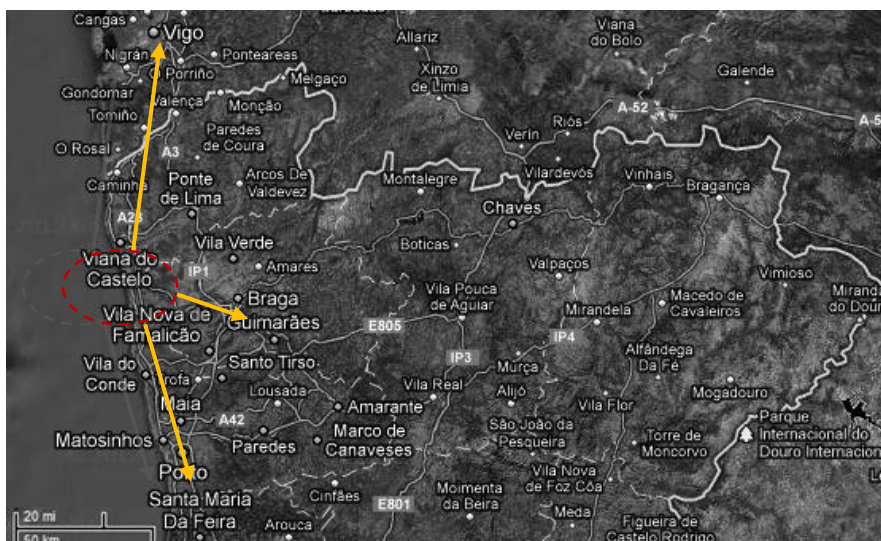 Cangas
Vigo
Nigrán
Ponteareas
O Porriño
Gondomar
Tomiño
Valença
Melgaço
Monção
O Rosal
A3
Paredes
de Coura
Caminha
Ponte
de Lima
Arcos De
Valdevez
A28
Viana do
Castelo
Vila Verde
IP1
Amares
Braga
Vila Nova de
Famalicão
Guimarães
Vila do
Conde
Trofa
Santo Tirso
Lousada
Maia
A42
Amarante
Matosinhos
Paredes
Marco de
Canaveses
Porto
Santa Maria
Da Feira
Cinfães
Arouca
20 mi
50 km
Allariz
Xinzo
de Limia
Viana
do Bolo
Galende
A-52
Verín
Riós
Vilardevós
Montalegre
Chaves
Vinhais
Bragança
Boticas
Valpaços
Vimioso
Vila Pouca
de Aguiar
Mirandela
Macedo de
Cavaleiros
Miranda
do Douro
E805
IP3
IP4
Murça
Alfândega
Da Fé
Vila Real
Alijó
Vila Flor
Mogadouro
São João da
Pesqueira
Torre de
Moncorvo
Parque
Internacional do
Douro Internacion
E801
Moimenta
da Beira
Vila Nova
de Foz Côa
Meda
Figueira de
Castelo Rodrigo